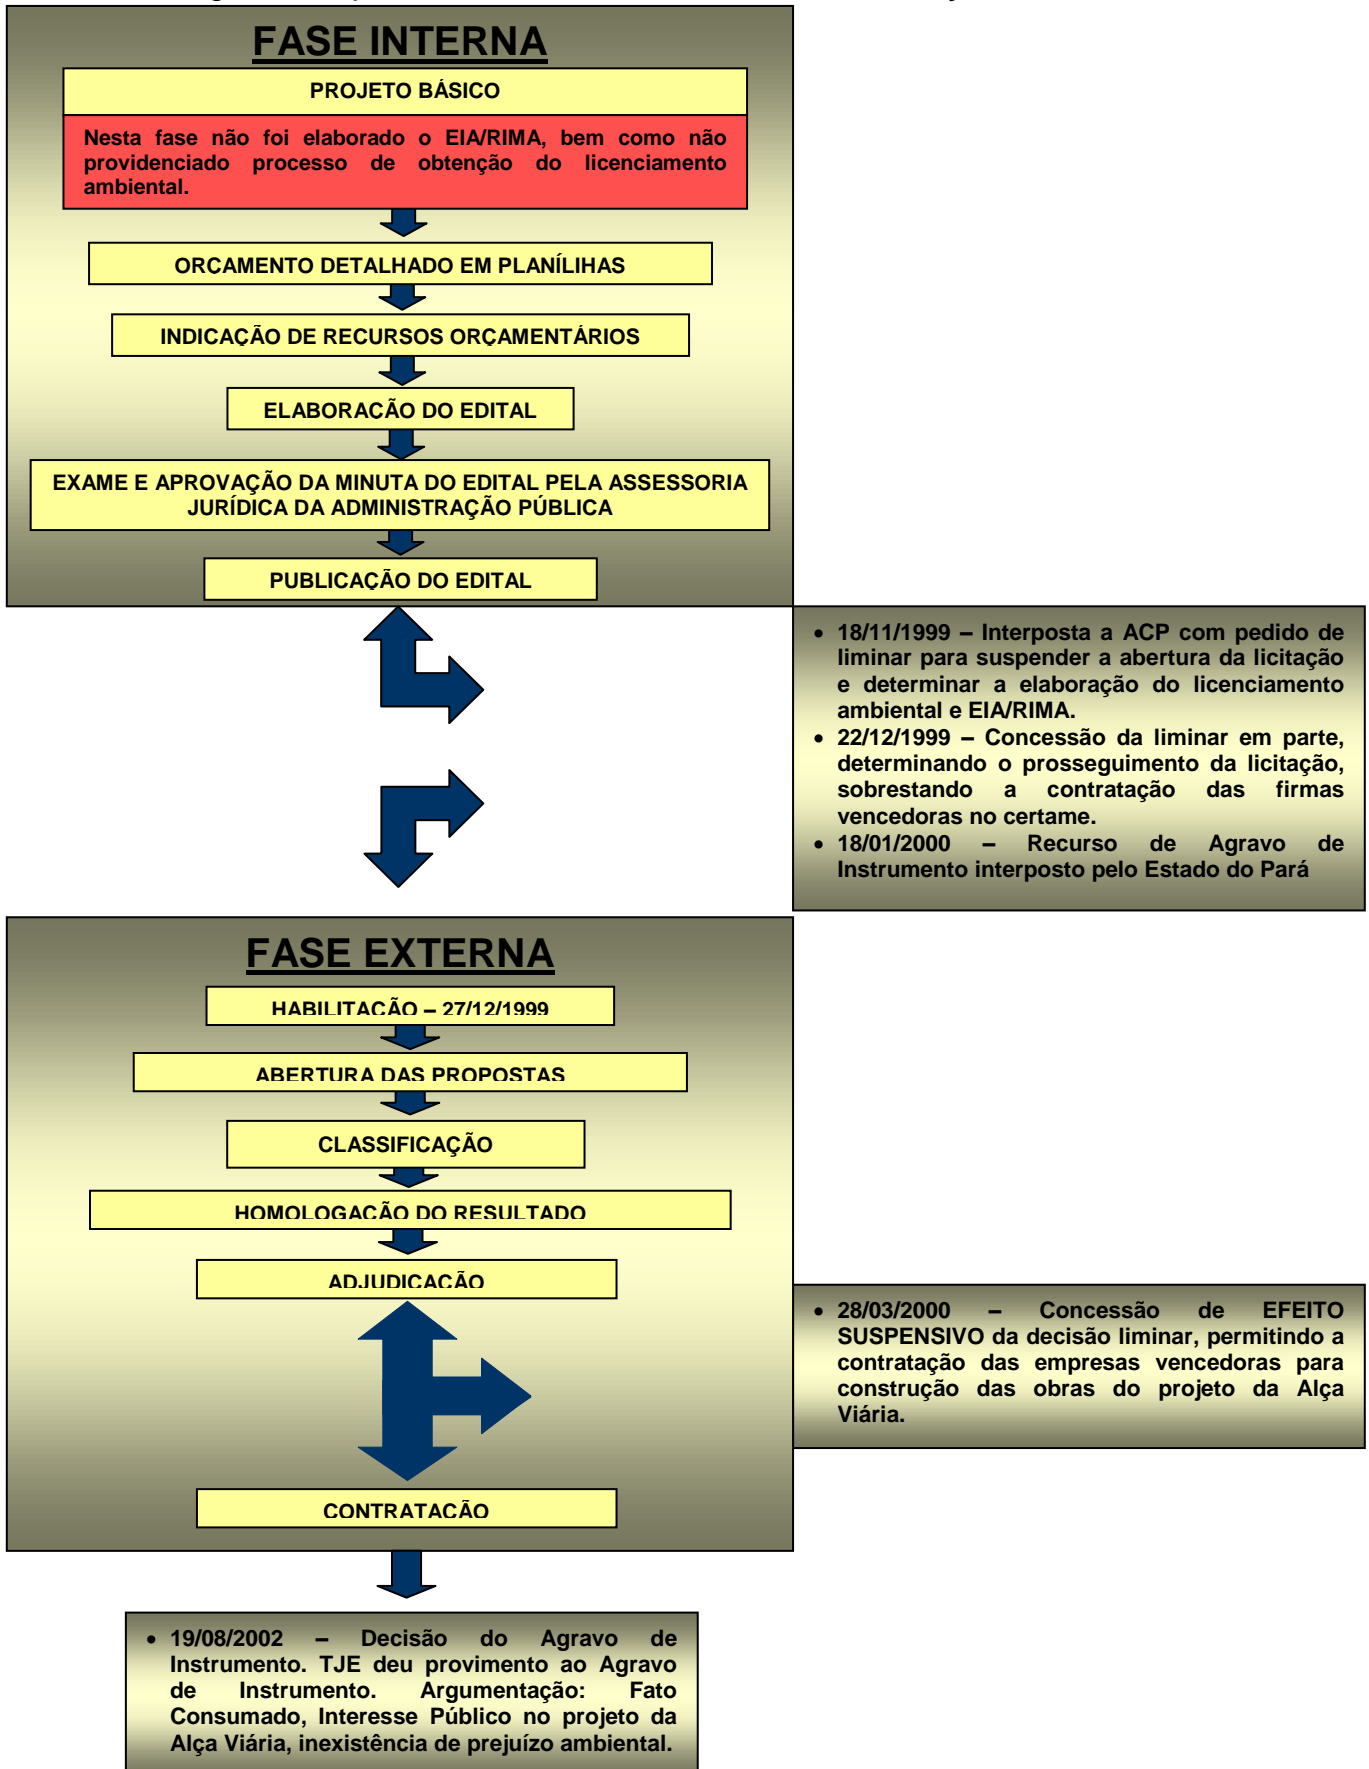 FASE INTERNA
PROJETO BÁSICO
Nesta fase não foi elaborado o EIA/RIMA, bem como não
providenciado processo de obtenção do licenciamento
ambiental.
ORÇAMENTO DETALHADO EM PLANÍLIHAS
INDICAÇÃO DE RECURSOS ORÇAMENTÁRIOS
ELABORAÇÃO DO EDITAL
EXAME E APROVAÇÃO DA MINUTA DO EDITAL PELA ASSESSORIA
JURÍDICA DA ADMINISTRAÇÃO PÚBLICA
PUBLICAÇÃO DO EDITAL
• 18/11/1999 – Interposta a ACP com pedido de
liminar para suspender a abertura da licitação
e determinar a elaboração do licenciamento
ambiental e EIA/RIMA.
• 22/12/1999 – Concessão da liminar em parte,
determinando o prosseguimento da licitação,
sobrestando a contratação das firmas
vencedoras no certame.
• 18/01/2000 – Recurso de Agravo de
Instrumento interposto pelo Estado do Pará
FASE EXTERNA
HABILITAÇÃO – 27/12/1999
ABERTURA DAS PROPOSTAS
CLASSIFICAÇÃO
HOMOLOGAÇÃO DO RESULTADO
ADJUDICAÇÃO
• 28/03/2000 – Concessão de EFEITO
SUSPENSIVO da decisão liminar, permitindo a
contratação das empresas vencedoras para
construção das obras do projeto da Alça
Viária.
CONTRATAÇÃO
• 19/08/2002 – Decisão do Agravo de
Instrumento. TJE deu provimento ao Agravo
de Instrumento. Argumentação: Fato
Consumado, Interesse Público no projeto da
Alça Viária, inexistência de prejuízo ambiental.